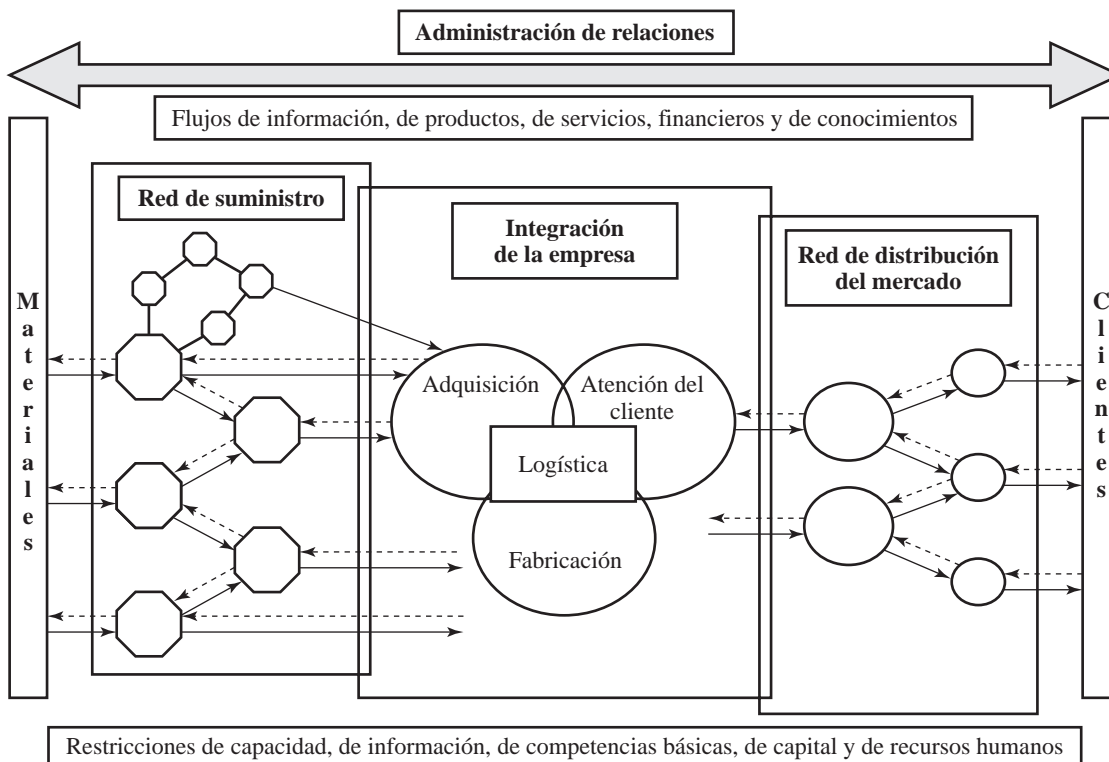 Administración de relaciones
Flujos de información, de productos, de servicios, financieros y de conocimientos
Materiales
Red de suministro
Integración
de la empresa
Red de distribución
del mercado
Clientes
Adquisición
Atención del
cliente
Logística
Fabricación
Restricciones de capacidad, de información, de competencias básicas, de capital y de recursos humanos